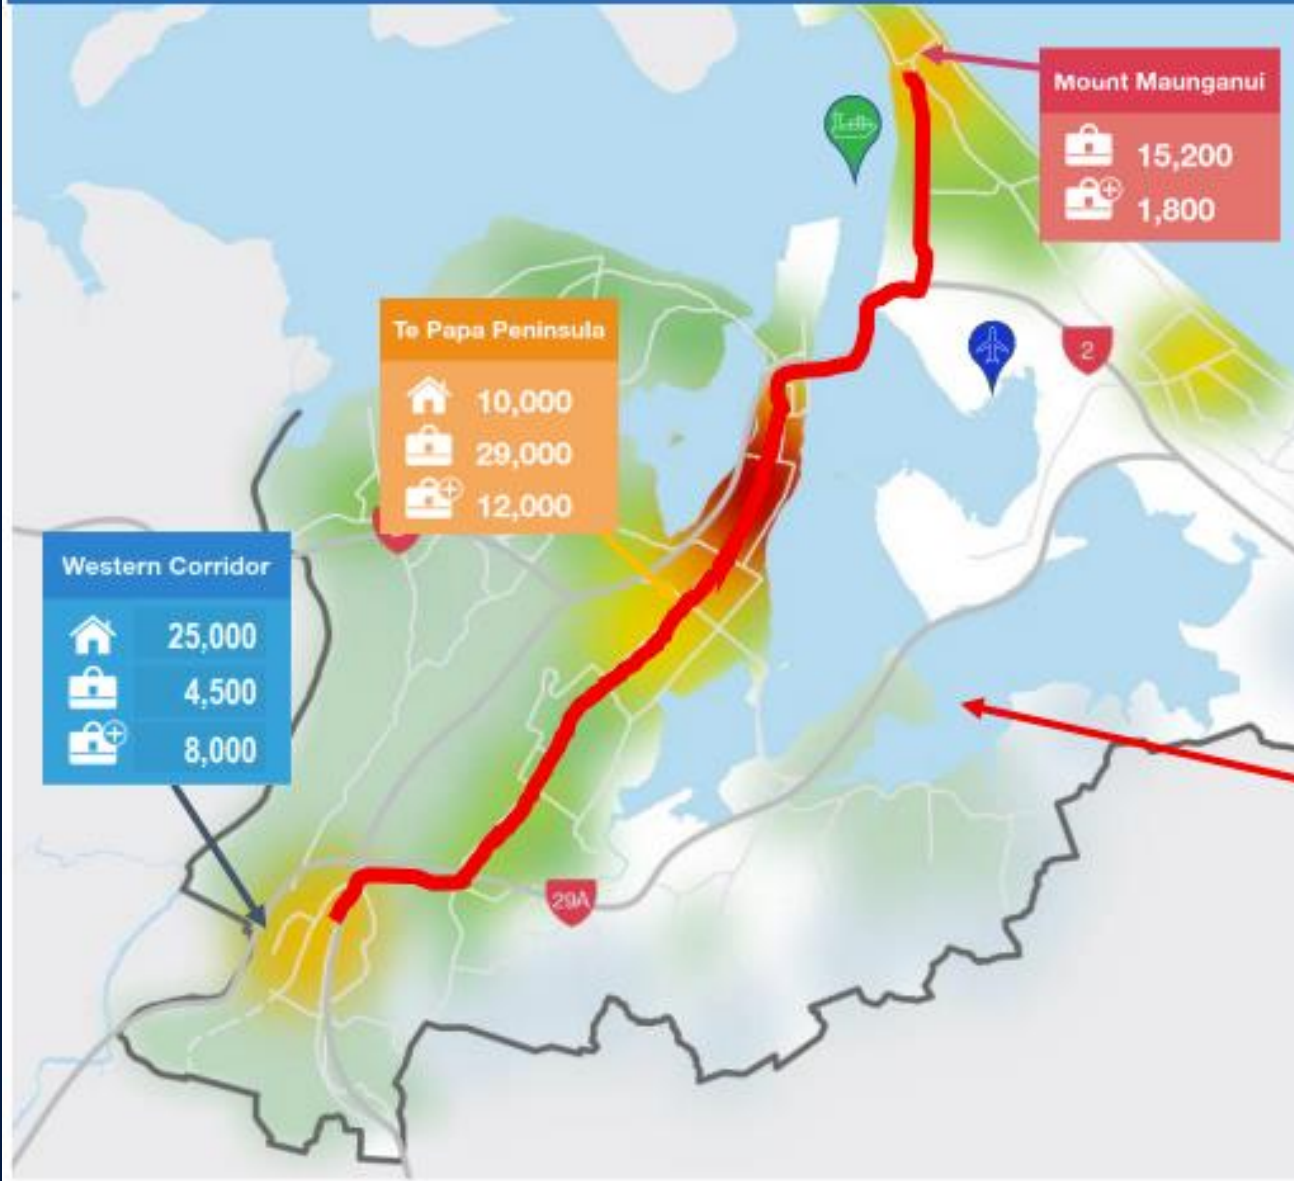 Mount Maunganui
15,200
1,800
Te Papa Peninsula
10,000
29,000
12,000
2
Western Corridor
25,000
4,500
8,000
29A